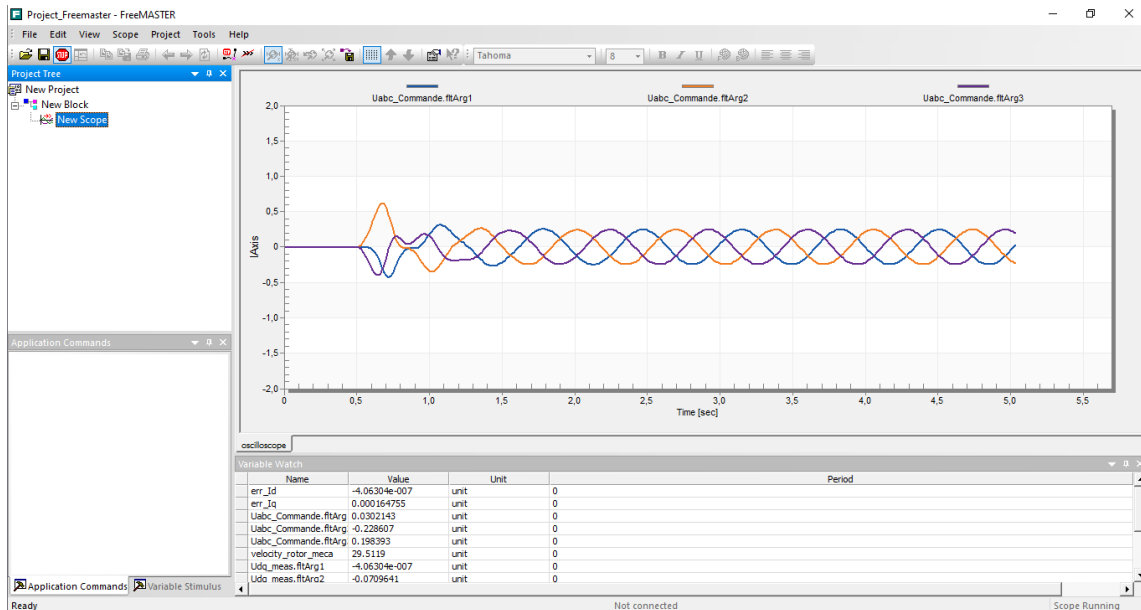 Project_Freemaster - FreeMASTER
File Edit View Scope Project Tools Help
Tahoma 8 B I U
Project Tree
New Project
New Block
New Scope
Application Commands
Application Commands Variable Stimulus
Uabc_Commande.fltArg1 Uabc_Commande.fltArg2 Uabc_Commande.fltArg3
2,0
1,5
1,0
0,5
0,0
-0,5
-1,0
-1,5
-2,0
|Axis
0 0,5 1,0 1,5 2,0 2,5 3,0 3,5 4,0 4,5 5,0 5,5
Time [sec]
oscilloscope
Variable Watch
Name Value Unit Period
err_Id -4.06304e-007 unit 0
err_Iq 0.000164755 unit 0
Uabc_Commande.fltArg 0.0302143 unit 0
Uabc_Commande.fltArg -0.228607 unit 0
Uabc_Commande.fltArg 0.198393 unit 0
velocity_rotor_meca 29.5119 unit 0
Udq_meas.fltArg1 -4.06304e-007 unit 0
Udq_meas.fltArg2 -0.0709641 unit 0
Ready Not connected Scope Running